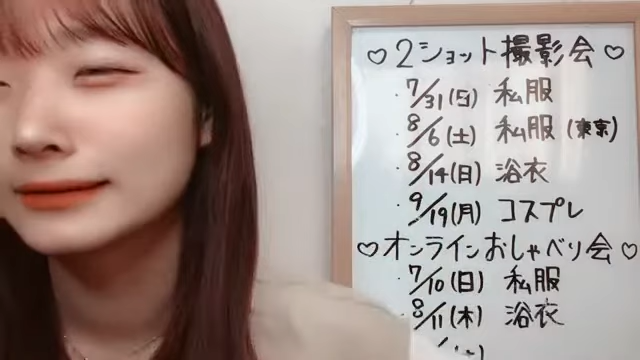 ♡2ショット撮影会♡
・7/31(日) 私服
・8/6(土) 私服(東京)
・8/14(日) 浴衣
・9/19(月) コスプレ
♡オンラインおしゃべり会♡
・7/10(日) 私服
・8/11(木) 浴衣